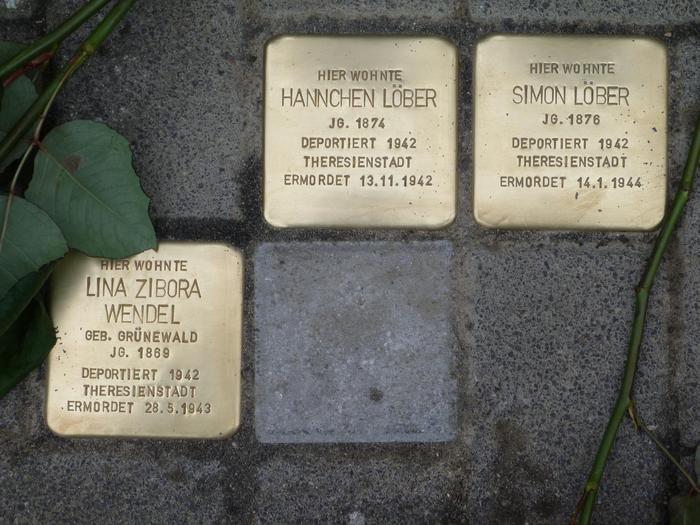 HIER WOHNTE
HANNCHEN LÖBER
JG. 1874
DEPORTIERT 1942
THERESIENSTADT
ERMORDET 13.11.1942
HIER WOHNTE
SIMON LÖBER
JG. 1876
DEPORTIERT 1942
THERESIENSTADT
ERMORDET 14.1.1944
HIER WOHNTE
LINA ZIBORA
WENDEL
GEB. GRÜNEWALD
JG. 1869
DEPORTIERT 1942
THERESIENSTADT
ERMORDET 28.5.1943